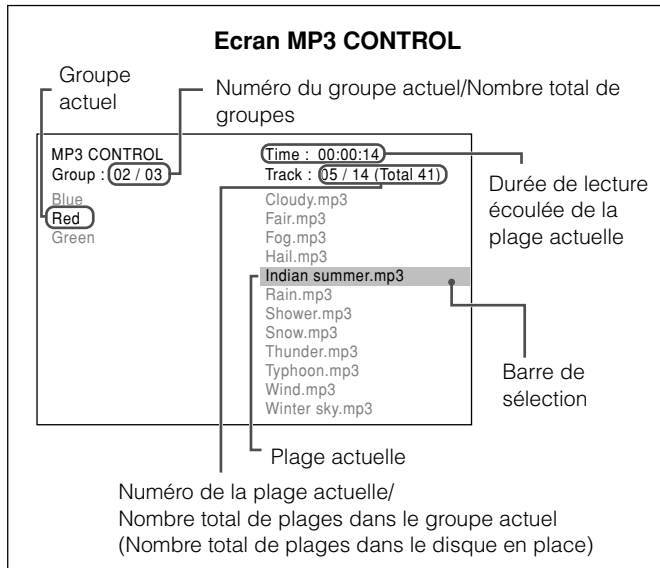 Ecran MP3 CONTROL
Groupe
actuel
Numéro du groupe actuel/Nombre total de
groupes
MP3 CONTROL
Group : 02 / 03
Blue
Red
Green
Time : 00:00:14
Track : 05 / 14 (Total 41)
Cloudy.mp3
Fair.mp3
Fog.mp3
Hail.mp3
Indian summer.mp3
Rain.mp3
Shower.mp3
Snow.mp3
Thunder.mp3
Typhoon.mp3
Wind.mp3
Winter sky.mp3
Durée de lecture
écoulée de la
plage actuelle
Barre de
sélection
Plage actuelle
Numéro de la plage actuelle/
Nombre total de plages dans le groupe actuel
(Nombre total de plages dans le disque en place)